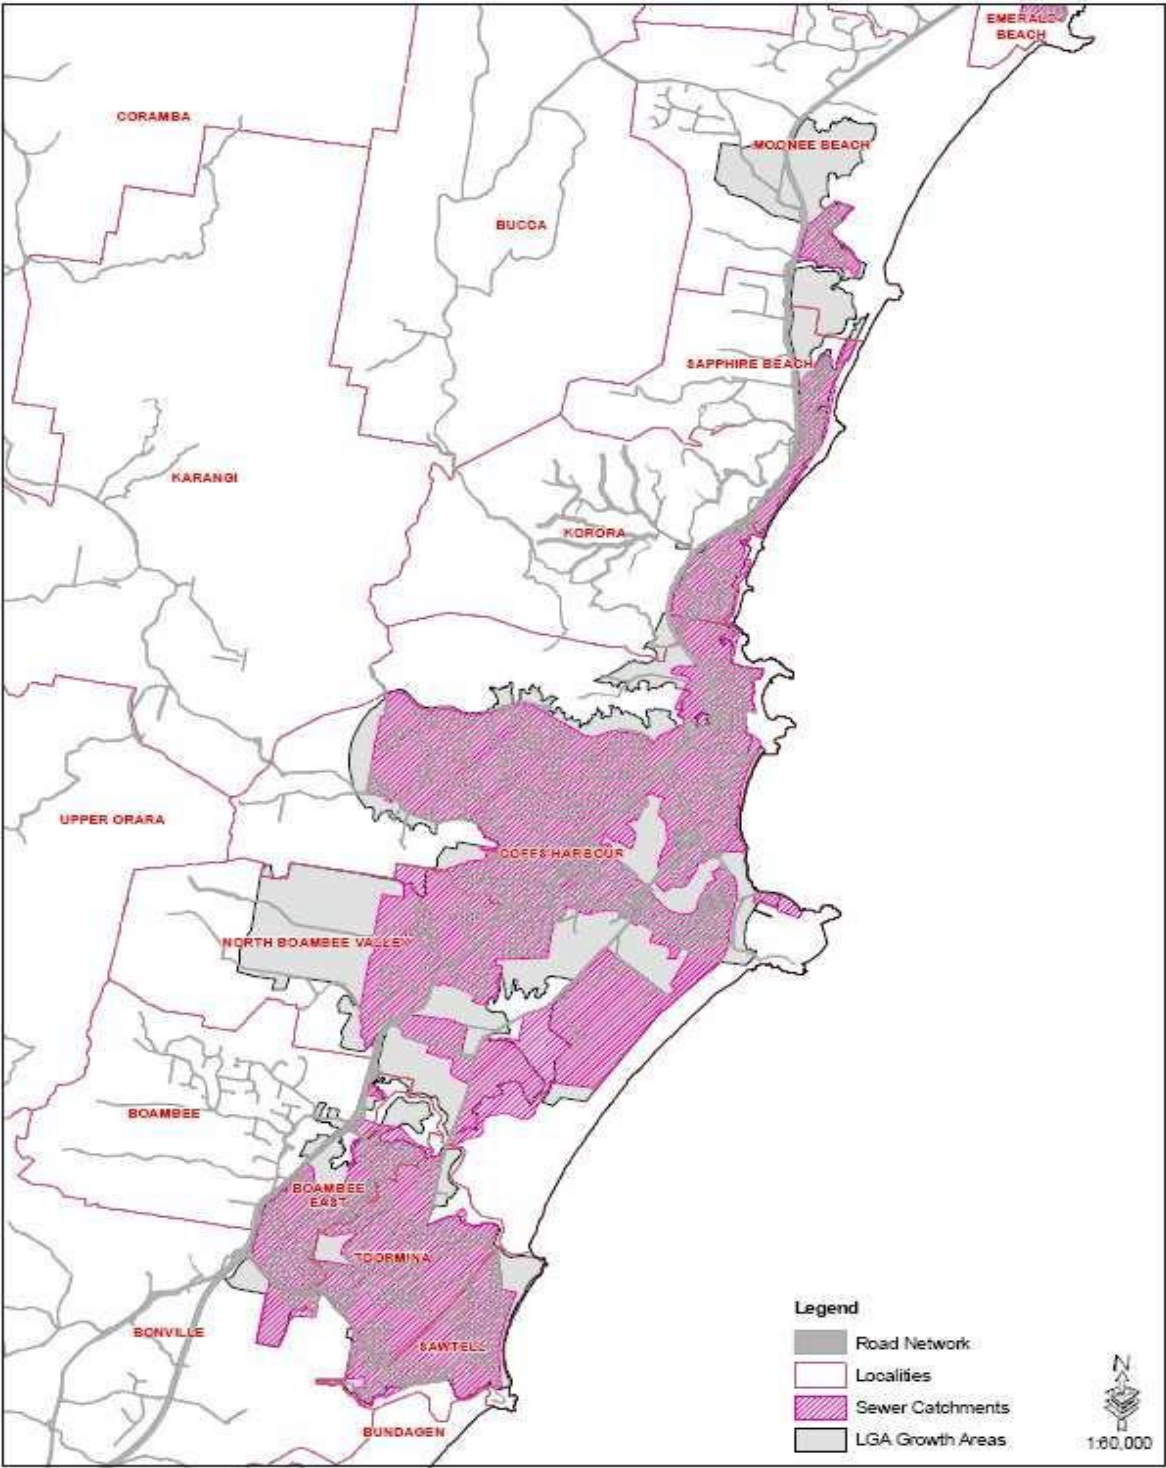 EMERALD
BEACH
CORAMBA
MOONEE BEACH
BUCCA
SAPPHIRE BEACH
KARANGI
KORORA
UPPER ORARA
COFFS HARBOUR
NORTH BOAMBEE VALLEY
BOAMBEE
BOAMBEE
EAST
TOORMINA
BONVILLE
SAWTELL
BUNDAGEN
Legend
Road Network
Localities
Sewer Catchments
LGA Growth Areas
N
1:60,000